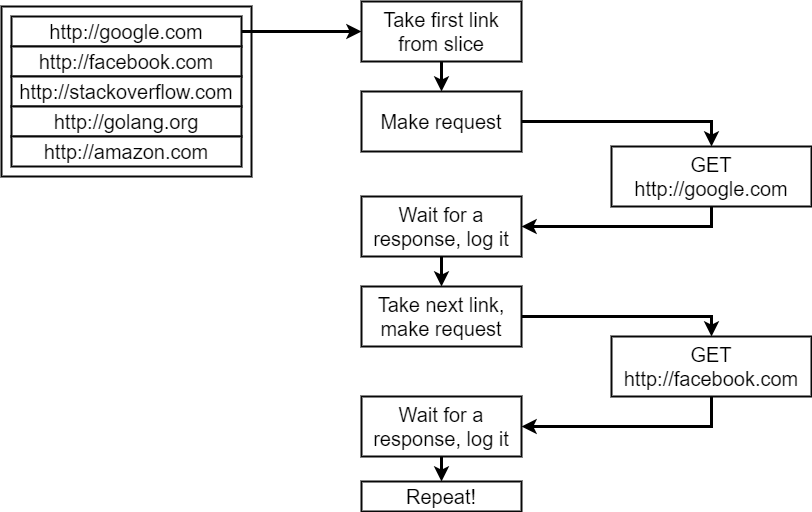 http://google.com
http://facebook.com
http://stackoverflow.com
http://golang.org
http://amazon.com
Take first link
from slice
Make request
GET
http://google.com
Wait for a
response, log it
Take next link,
make request
GET
http://facebook.com
Wait for a
response, log it
Repeat!